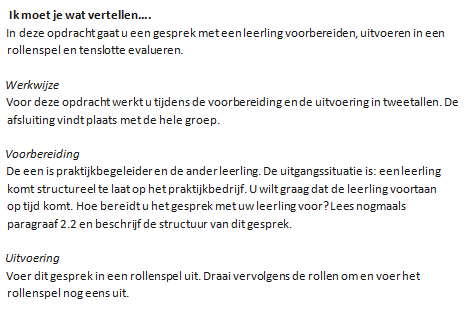 Ik moet je wat vertellen....
In deze opdracht gaat u een gesprek met een leerling voorbereiden, uitvoeren in een
rollenspel en tenslotte evalueren.
Werkwijze
Voor deze opdracht werkt u tijdens de voorbereiding en de uitvoering in tweetallen. De
afsluiting vindt plaats met de hele groep.
Voorbereiding
De een is praktijkbegeleider en de ander leerling. De uitgangssituatie is: een leerling
komt structureel te laat op het praktijkbedrijf. U wilt graag dat de leerling voortaan
op tijd komt. Hoe bereidt u het gesprek met uw leerling voor? Lees nogmaals
paragraaf 2.2 en beschrijf de structuur van dit gesprek.
Uitvoering
Voer dit gesprek in een rollenspel uit. Draai vervolgens de rollen om en voer het
rollenspel nog eens uit.